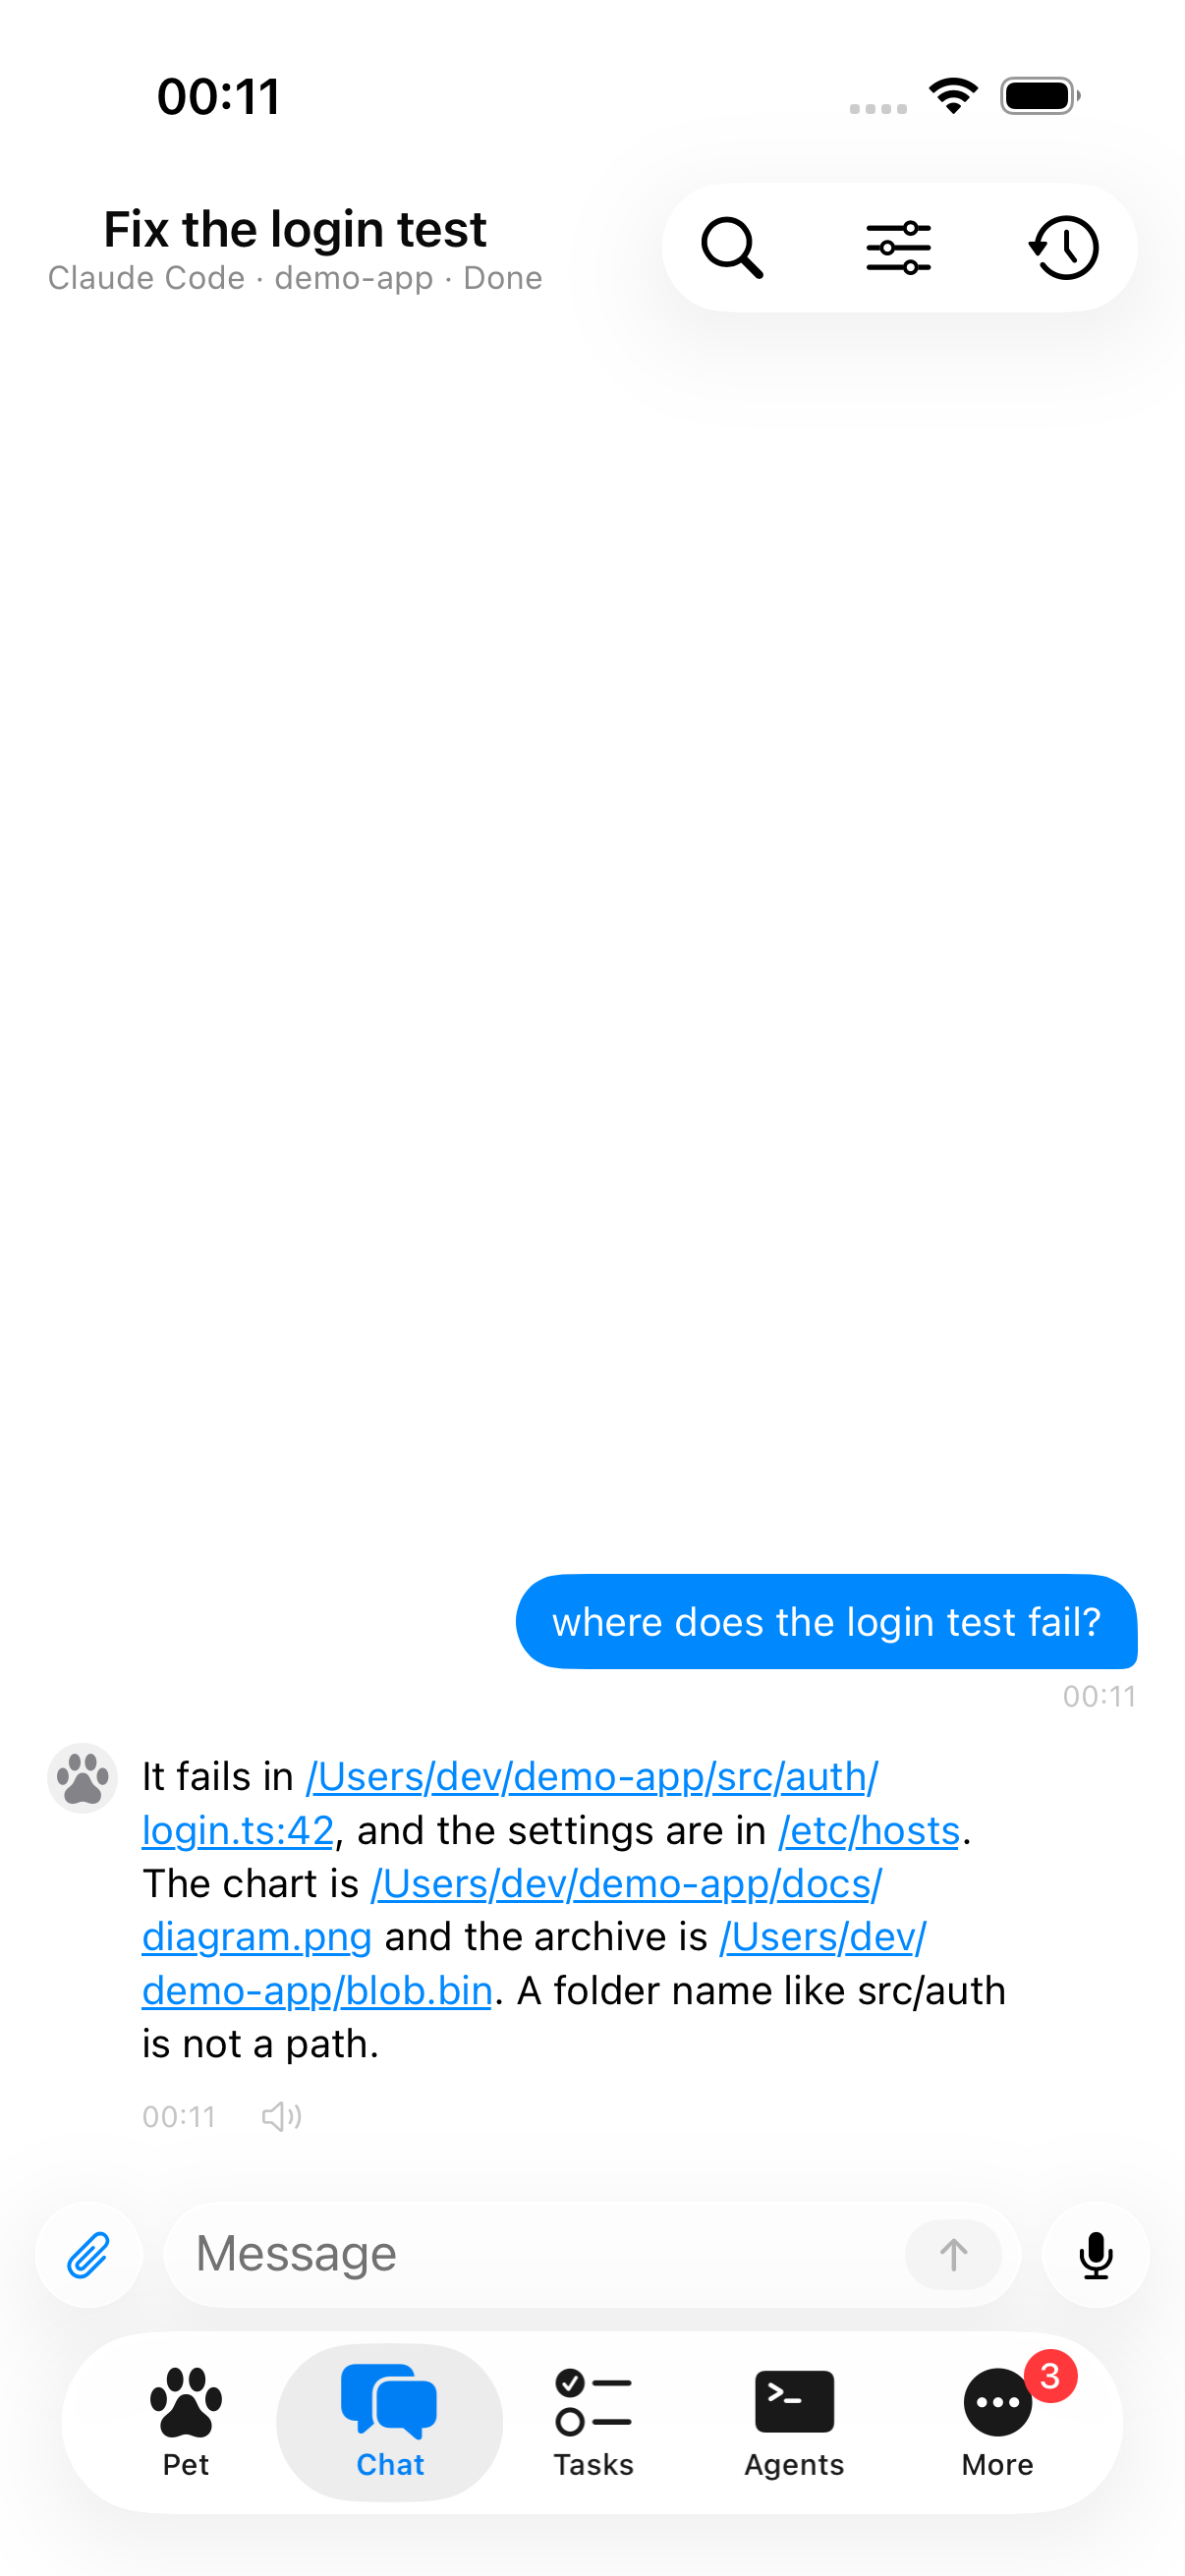 00:11
Fix the login test
Claude Code · demo-app · Done
where does the login test fail?
00:11
It fails in /Users/dev/demo-app/src/auth/
login.ts:42, and the settings are in /etc/hosts.
The chart is /Users/dev/demo-app/docs/
diagram.png and the archive is /Users/dev/
demo-app/blob.bin. A folder name like src/auth
is not a path.
00:11
Message
3
Pet
Chat
Tasks
Agents
More